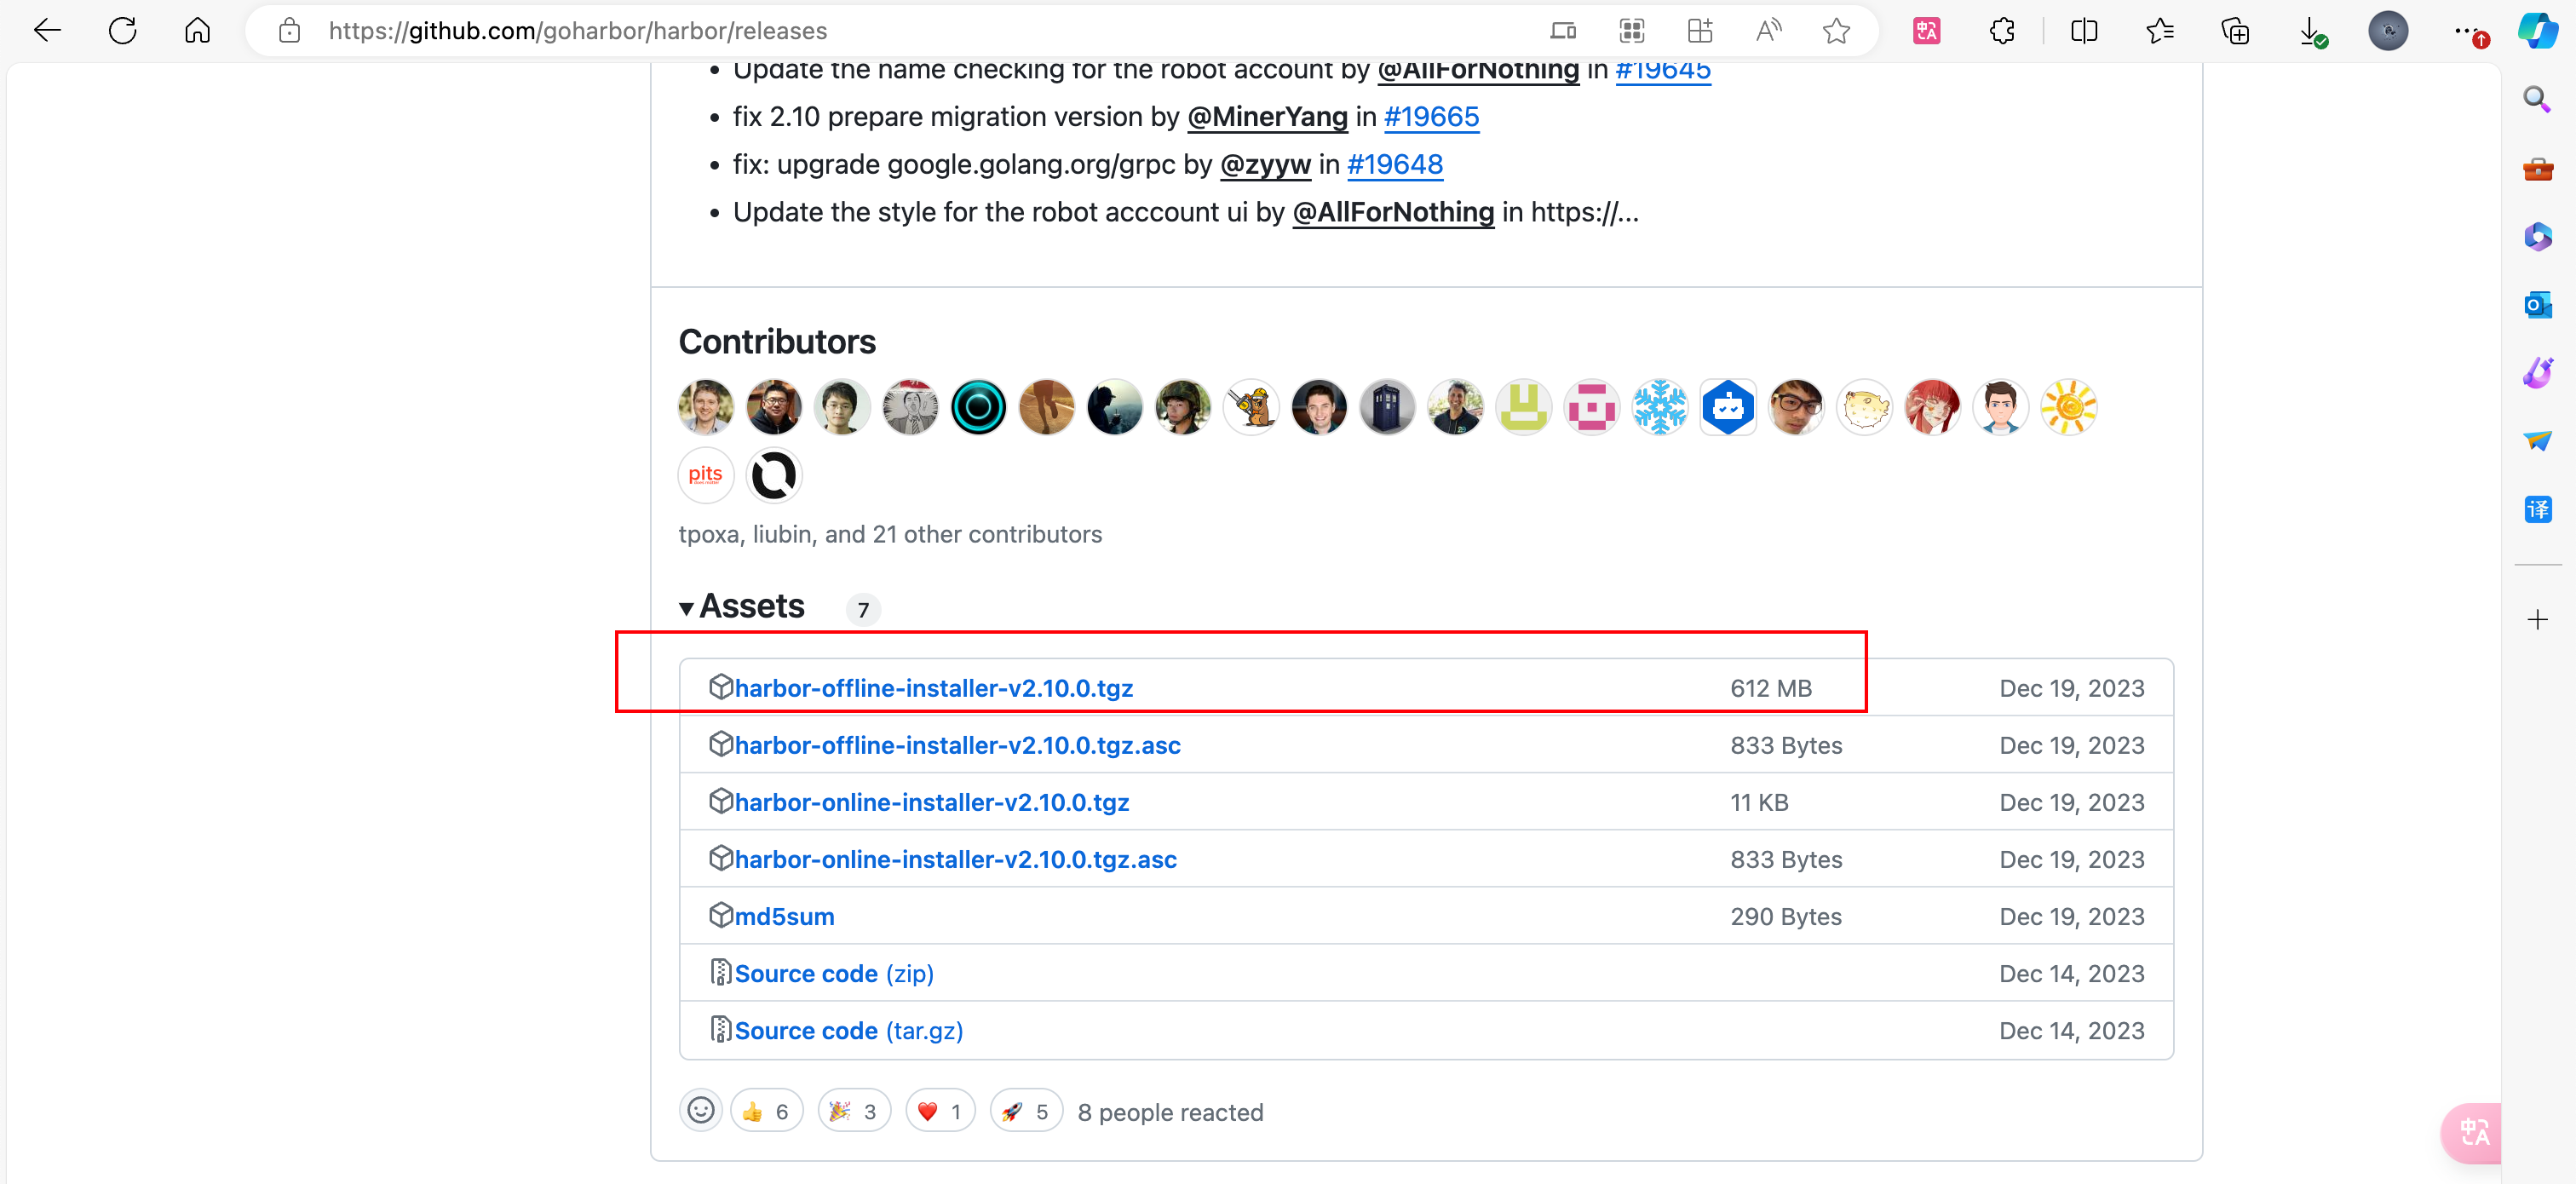 https://github.com/goharbor/harbor/releases
Update the name checking for the robot account by @AllForNothing in #19645
fix 2.10 prepare migration version by @MinerYang in #19665
fix: upgrade google.golang.org/grpc by @zyyw in #19648
Update the style for the robot acccount ui by @AllForNothing in https://...
Contributors
pits
tpoxa, liubin, and 21 other contributors
Assets 7
harbor-offline-installer-v2.10.0.tgz 612 MB Dec 19, 2023
harbor-offline-installer-v2.10.0.tgz.asc 833 Bytes Dec 19, 2023
harbor-online-installer-v2.10.0.tgz 11 KB Dec 19, 2023
harbor-online-installer-v2.10.0.tgz.asc 833 Bytes Dec 19, 2023
md5sum 290 Bytes Dec 19, 2023
Source code (zip) Dec 14, 2023
Source code (tar.gz) Dec 14, 2023
6 3 1 5 8 people reacted
译
中A